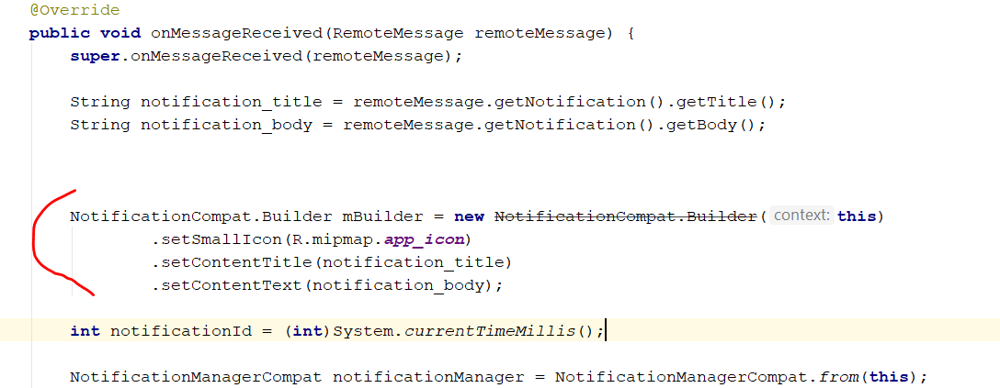 @Override
public void onMessageReceived(RemoteMessage remoteMessage) {
super.onMessageReceived(remoteMessage);
String notification_title = remoteMessage.getNotification().getTitle();
String notification_body = remoteMessage.getNotification().getBody();
NotificationCompat.Builder mBuilder = new NotificationCompat.Builder( context: this)
.setSmallIcon(R.mipmap.app_icon)
.setContentTitle(notification_title)
.setContentText(notification_body);
int notificationId = (int)System.currentTimeMillis();
NotificationManagerCompat notificationManager = NotificationManagerCompat.from(this);